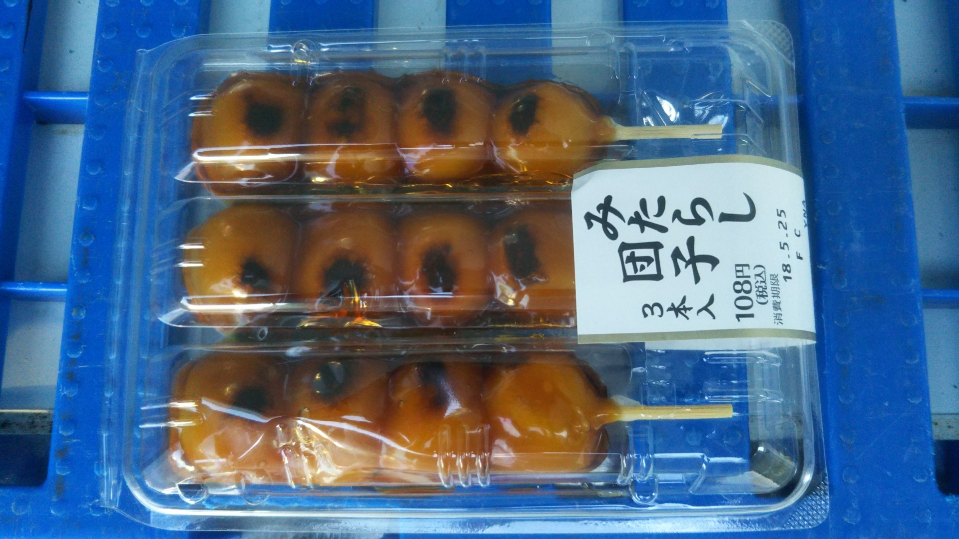 みたらし
団子
3本入
108円
(税込)
消費期限
18.5.25
F C